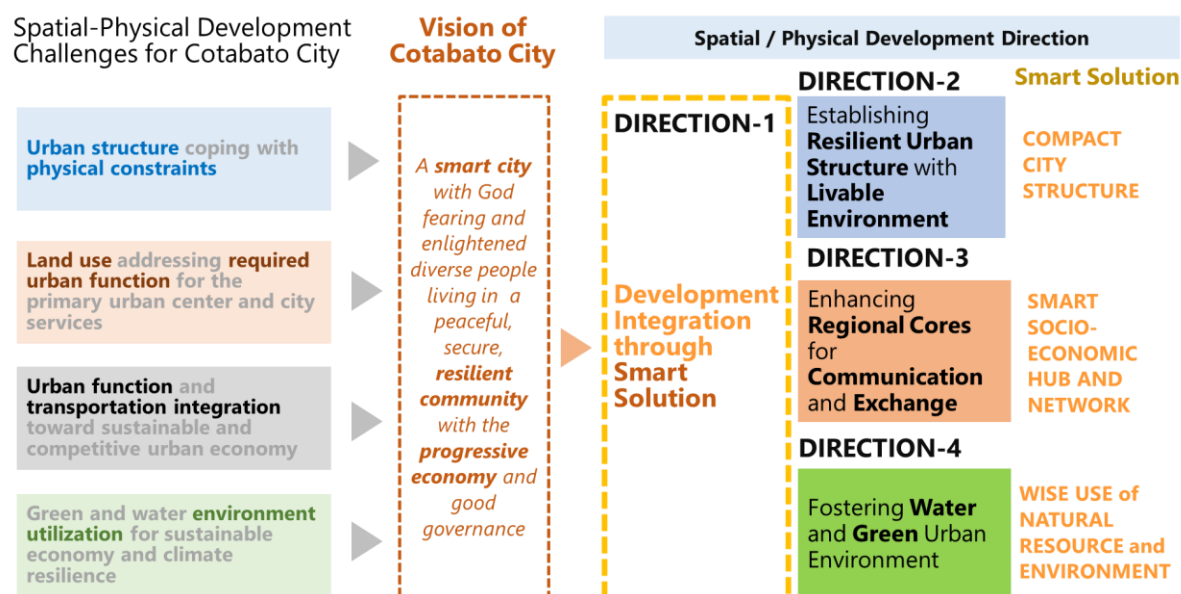 Spatial-Physical Development
Challenges for Cotabato City
Urban structure coping with
physical constraints
Land use addressing required
urban function for the
primary urban center and city
services
Urban function and
transportation integration
toward sustainable and
competitive urban economy
Green and water environment
utilization for sustainable
economy and climate
resilience
Vision of
Cotabato City
A smart city
with God
fearing and
enlightened
diverse people
living in a
peaceful,
secure,
resilient
community
with the
progressive
economy and
good
governance
Spatial / Physical Development Direction
DIRECTION-1
Development
Integration
through
Smart
Solution
DIRECTION-2
Establishing
Resilient Urban
Structure with
Livable
Environment
DIRECTION-3
Enhancing
Regional Cores
for
Communication
and Exchange
DIRECTION-4
Fostering Water
and Green Urban
Environment
Smart Solution
COMPACT
CITY
STRUCTURE
SMART
SOCIO-
ECONOMIC
HUB AND
NETWORK
WISE USE of
NATURAL
RESOURCE and
ENVIRONMENT